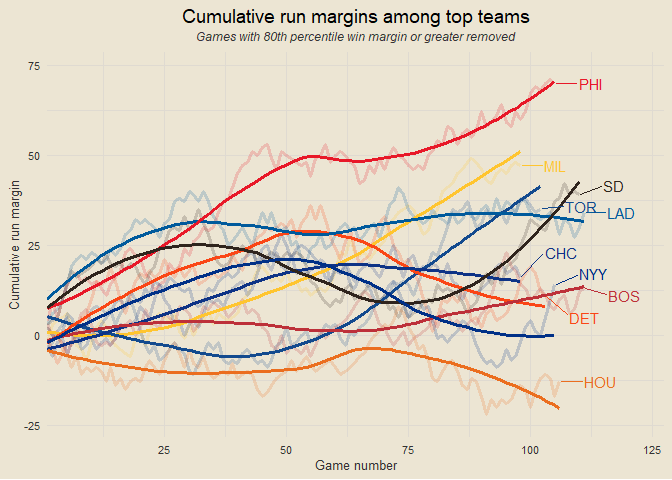 Cumulative run margins among top teams
Games with 80th percentile win margin or greater removed
75
50
25
0
-25
Cumulative run margin
PHI
MIL
SD
TOR
LAD
CHC
NYY
BOS
DET
HOU
25
50
75
100
125
Game number